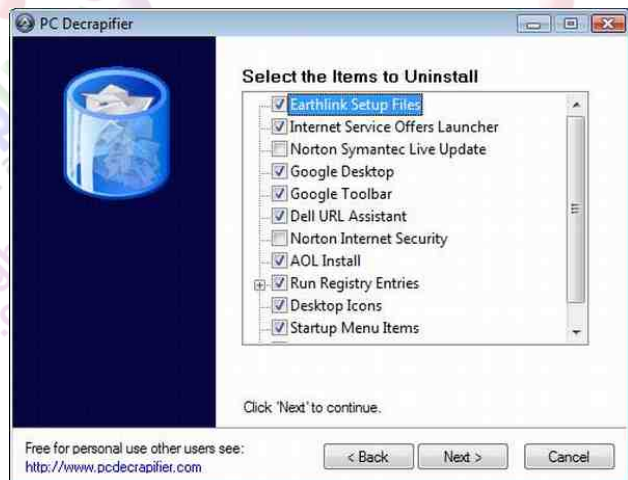 PC Decrapifier
Select the Items to Uninstall
Earthlink Setup Files
Internet Service Offers Launcher
Norton Symantec Live Update
Google Desktop
Google Toolbar
Dell URL Assistant
Norton Internet Security
AOL Install
Run Registry Entries
Desktop Icons
Startup Menu Items
Click 'Next' to continue.
Free for personal use other users see:
http://www.pcdecrapifier.com
< Back
Next >
Cancel